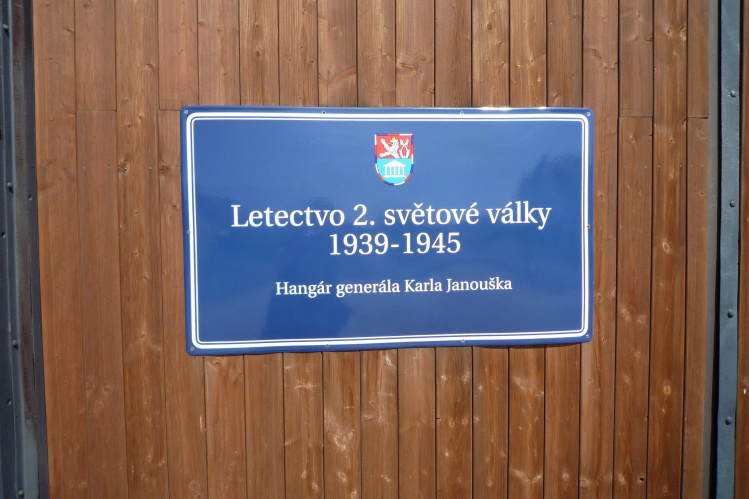 Letectvo 2. světové války
1939-1945
Hangár generála Karla Janouška